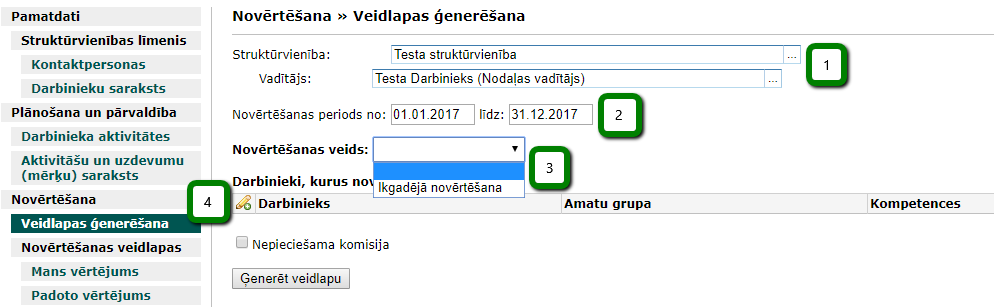 Pamatdati
Struktūrvienības līmenis
Kontaktpersonas
Darbinieku saraksts
Plānošana un pārvaldība
Darbinieka aktivitātes
Aktivitāšu un uzdevumu
(mērķu) saraksts
Novērtēšana
Veidlapas ģenerēšana
Novērtēšanas veidlapas
Mans vērtējums
Padoto vērtējums
Novērtēšana » Veidlapas ģenerēšana
Struktūrvienība: Testa struktūrvienība ...
1
Vadītājs: Testa Darbinieks (Nodaļas vadītājs) ...
Novērtēšanas periods no: 01.01.2017 līdz: 31.12.2017
2
Novērtēšanas veids:
3
Ikgadējā novērtēšana
Darbinieki, kurus
4
Darbinieks Amatu grupa Kompetences
Nepieciešama komisija
Ģenerēt veidlapu